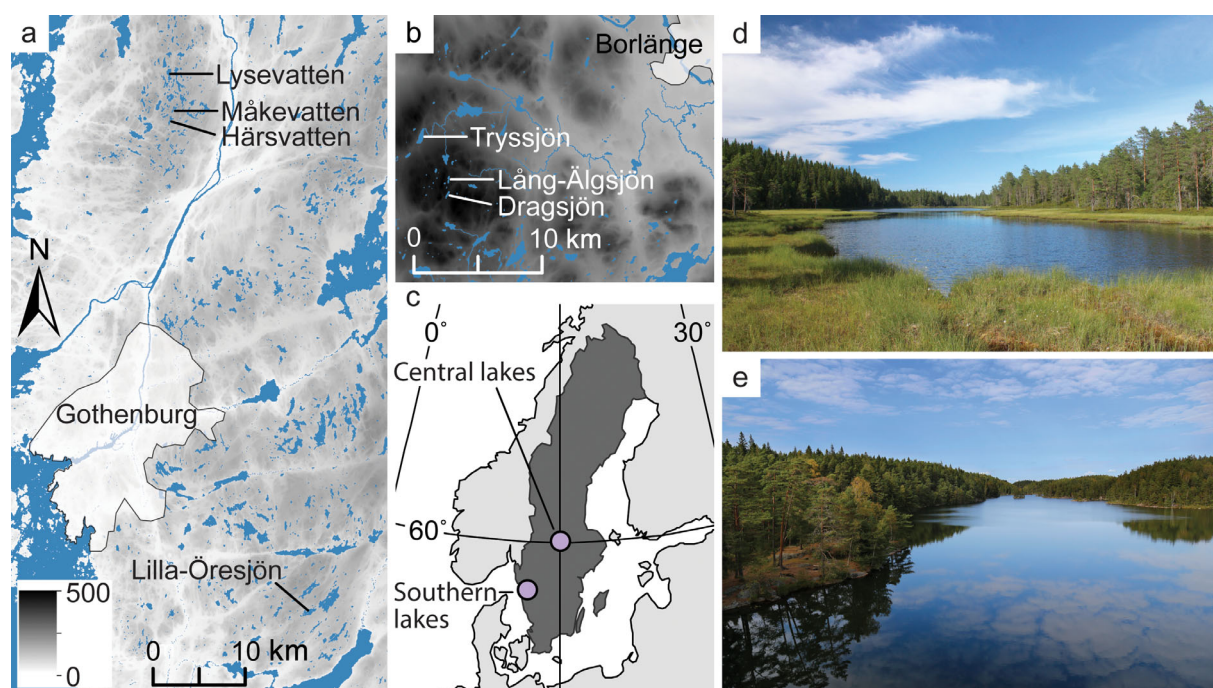 a
Lysevatten
Måkevatten
Härsvatten
N
Gothenburg
Lilla-Öresjön
500
0
0
10 km
b
Borlänge
Tryssjön
Lång-Älgsjön
Dragsjön
0
10 km
c
0°
30°
Central lakes
60°
Southern
lakes
d
e